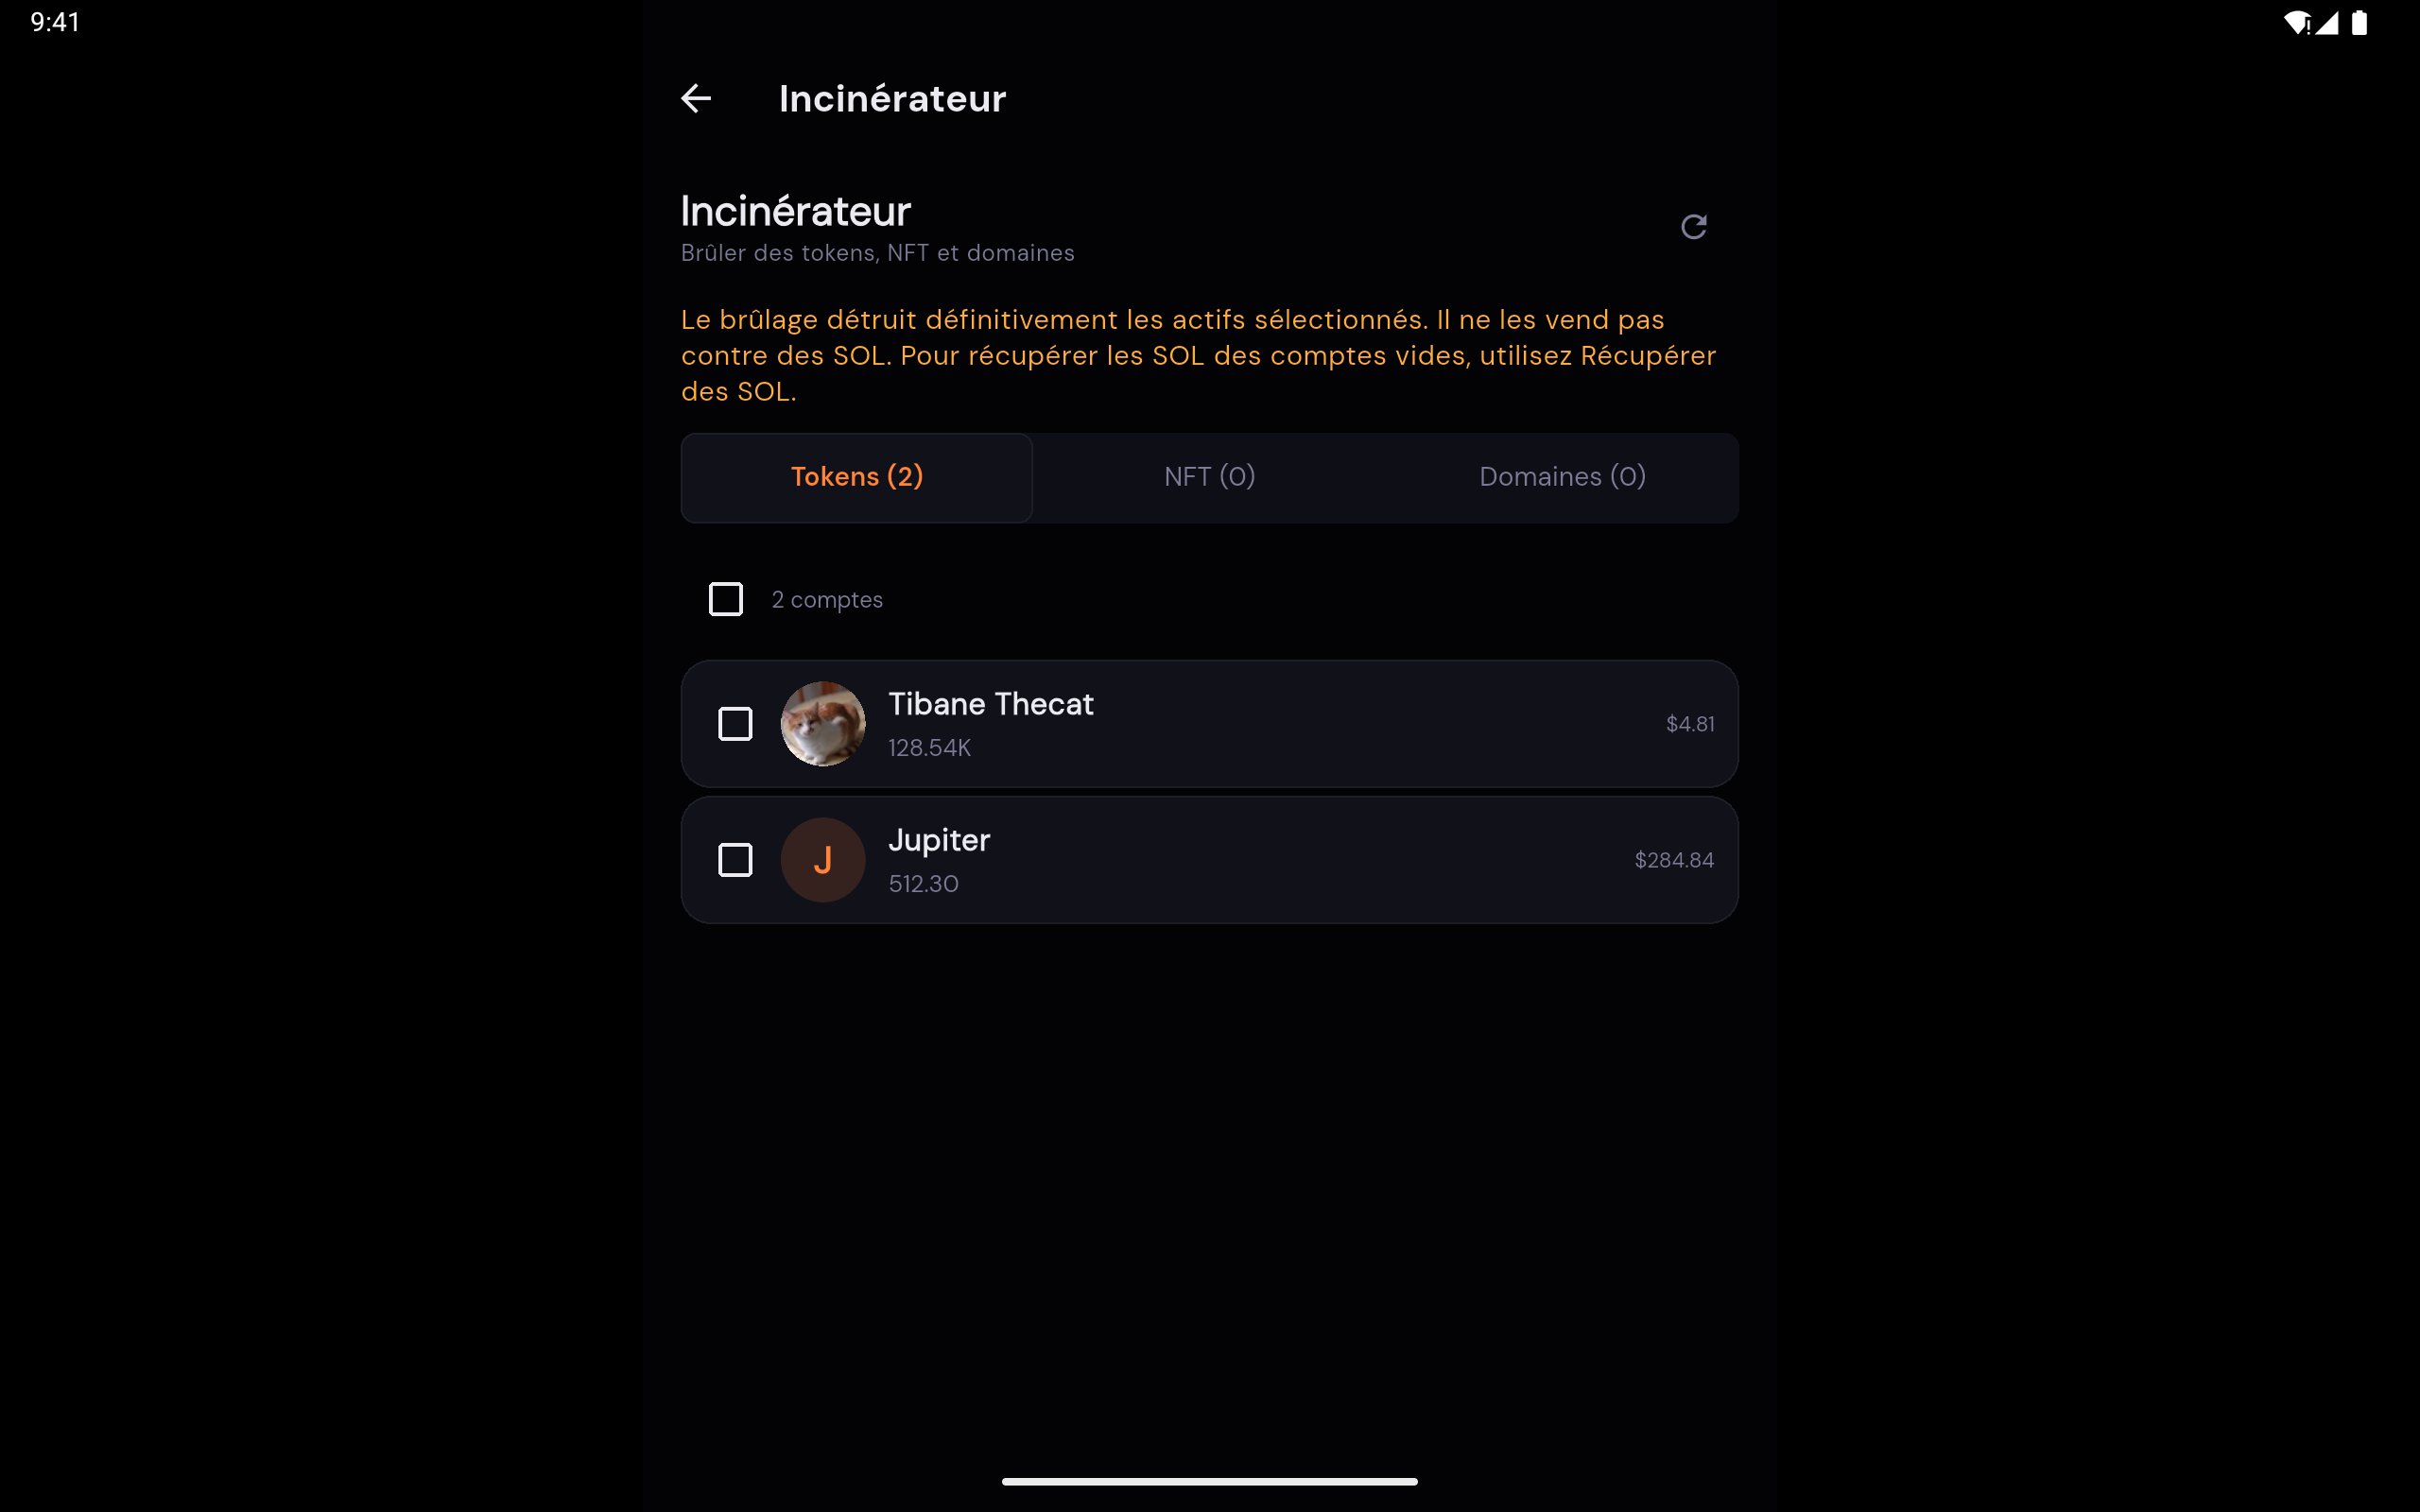 9:41
Incinérateur
Incinérateur
Brûler des tokens, NFT et domaines
Le brûlage détruit définitivement les actifs sélectionnés. Il ne les vend pas
contre des SOL. Pour récupérer les SOL des comptes vides, utilisez Récupérer
des SOL.
Tokens (2)
NFT (0)
Domaines (0)
2 comptes
Tibane Thecat
128.54K
$4.81
J
Jupiter
512.30
$284.84